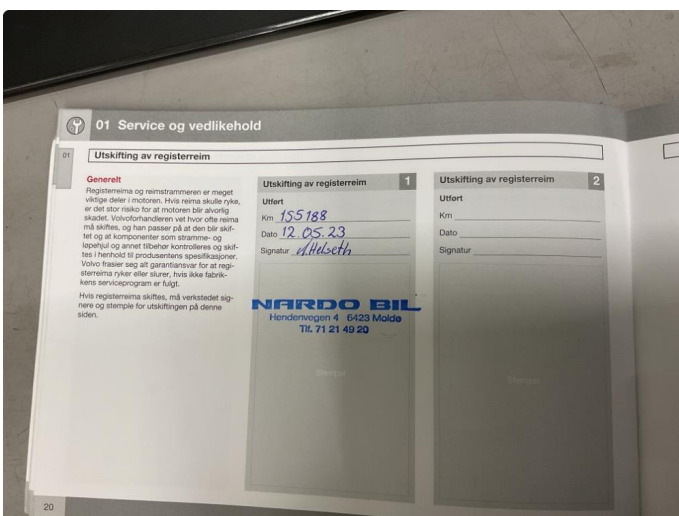 01 Service og vedlikehold
01
Utskifting av registerreim
Generelt
Registerreima og reimstrammeren er meget
viktige deler i motoren. Hvis reima skulle ryke,
er det stor risiko for at motoren blir alvorlig
skadet. Volvoforhandleren vet hvor ofte reima
må skiftes, og han passer på at den blir skif-
tet og at komponenter som stramme- og
løpehjul og annet tilbehør kontrolleres og skif-
tes i henhold til produsentens spesifikasjoner.
Volvo frasier seg alt garantiansvar for at regi-
sterreima ryker eller slurer, hvis ikke fabrik-
kens serviceprogram er fulgt.
Hvis registerreima skiftes, må verkstedet sig-
nere og stemple for utskiftingen på denne
siden.
Utskifting av registerreim 1
Utført
Km 155188
Dato 12.05.23
Signatur Helseth
NARDO BIL
Hendenvegen 4 6423 Molde
Tlf. 71 21 49 20
Stempel
Utskifting av registerreim 2
Utført
Km
Dato
Signatur
Stempel
20